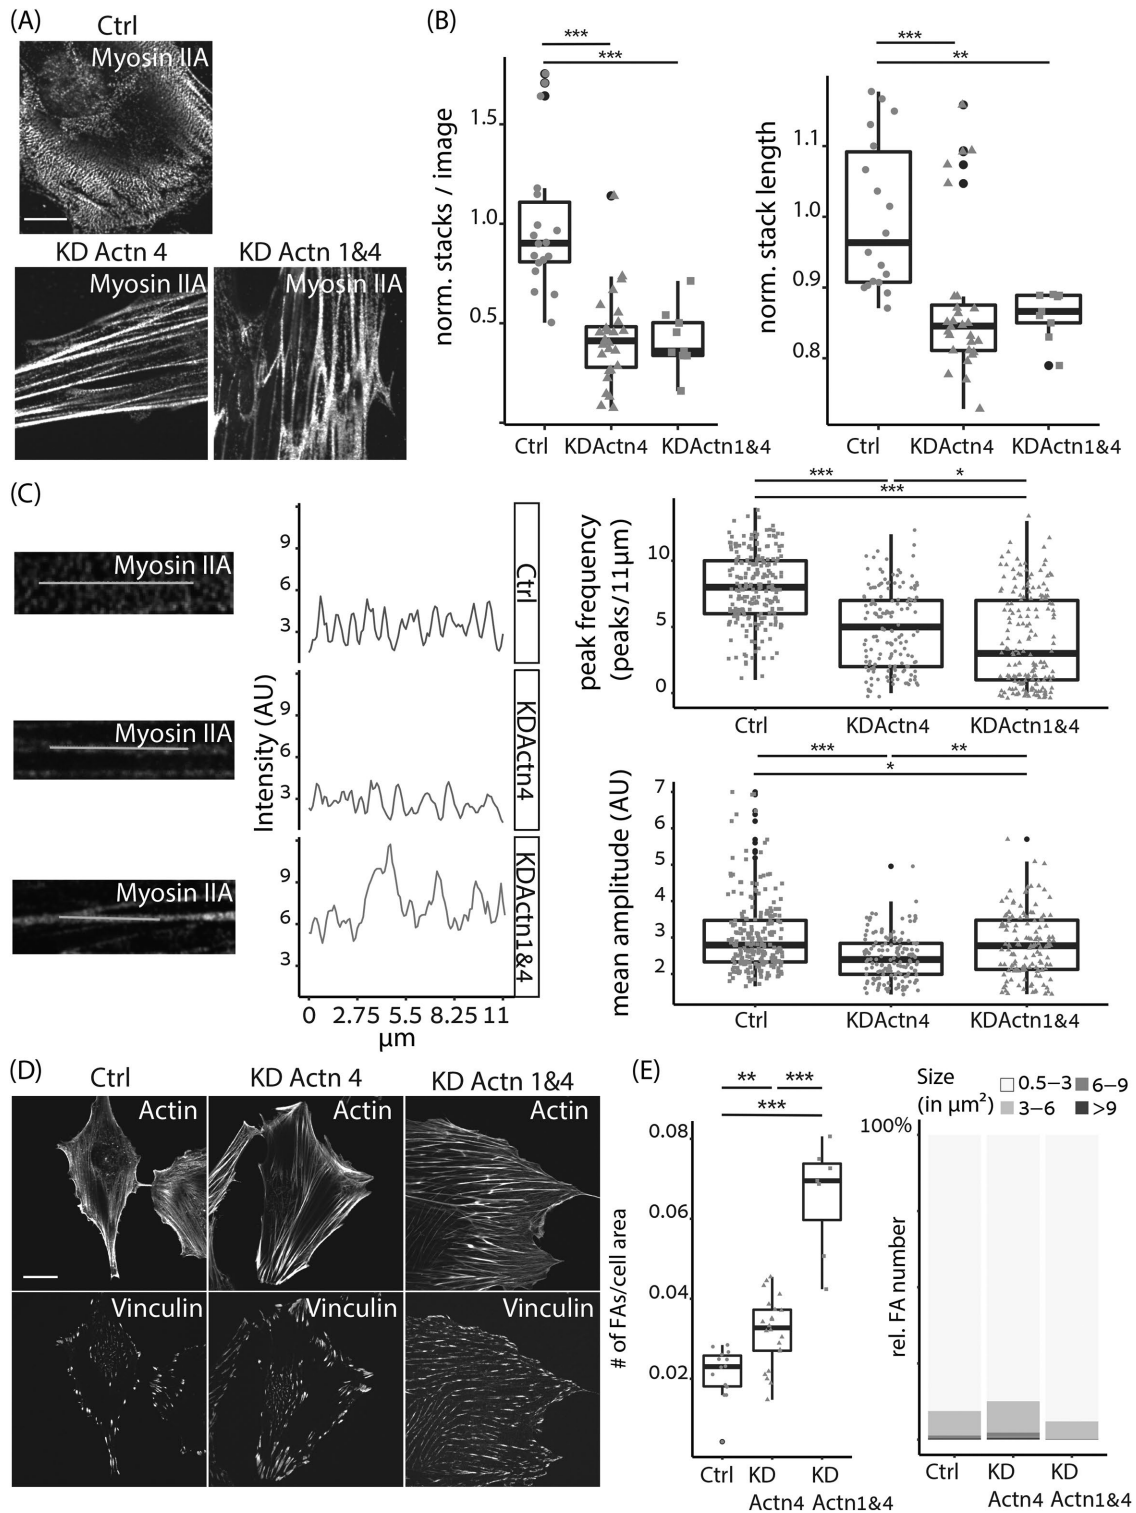 (A)
Ctrl
Myosin IIA
KD Actn 4
KD Actn 1&4
Myosin IIA
Myosin IIA
(B)
***
***
norm. stacks / image
1.5
1.0
0.5
Ctrl KDActn4 KDActn1&4
***
**
norm. stack length
1.1
1.0
0.9
0.8
Ctrl KDActn4 KDActn1&4
(C)
Myosin IIA
Myosin IIA
Myosin IIA
Intensity (AU)
9
6
3
Ctrl
9
6
3
KDActn4
9
6
3
KDActn1&4
0 2.75 5.5 8.25 11
µm
*** *
***
peak frequency
(peaks/11µm)
10
5
0
Ctrl KDActn4 KDActn1&4
*** **
*
mean amplitude (AU)
7
6
5
4
3
2
Ctrl KDActn4 KDActn1&4
(D)
Ctrl KD Actn 4 KD Actn 1&4
Actin Actin Actin
Vinculin Vinculin Vinculin
(E)
** ***
***
# of FAs/cell area
0.08
0.06
0.04
0.02
Ctrl KD KD
Actn4 Actn1&4
Size
(in µm²)
0.5–3 6–9
3–6 >9
100%
rel. FA number
Ctrl KD KD
Actn4 Actn1&4